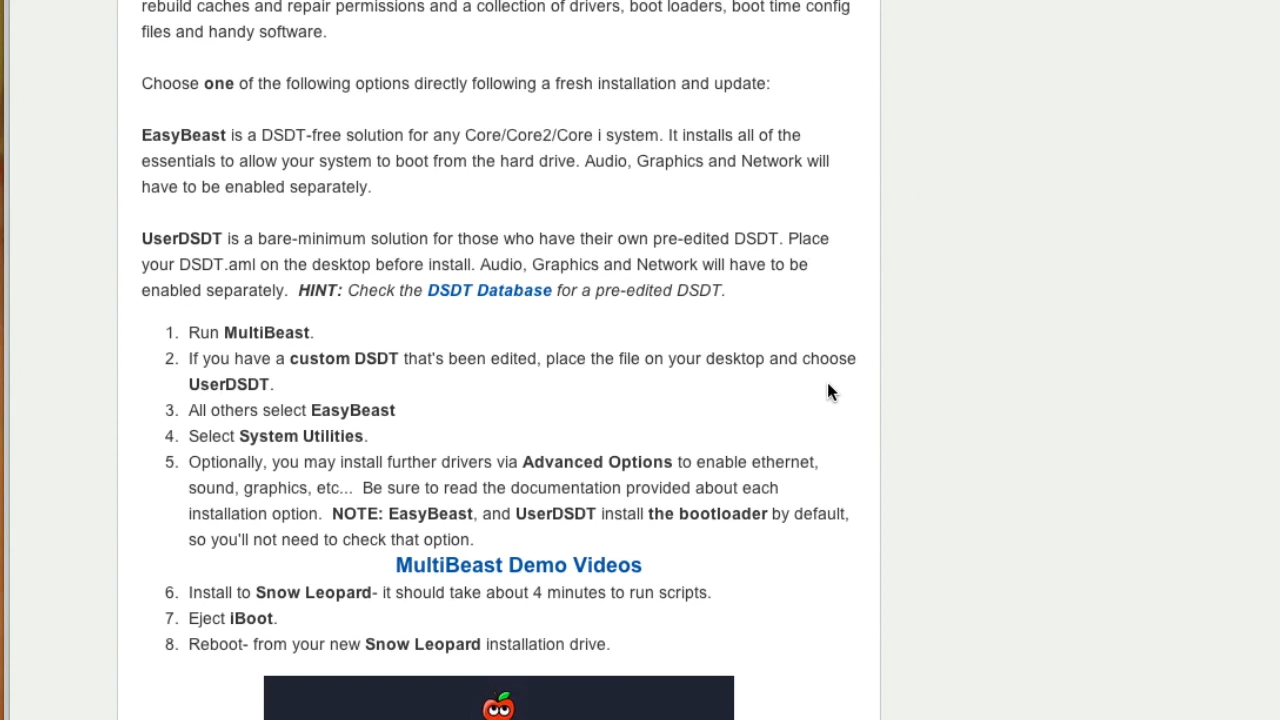 rebuild caches and repair permissions and a collection of drivers, boot loaders, boot time config
files and handy software.
Choose one of the following options directly following a fresh installation and update:
EasyBeast is a DSDT-free solution for any Core/Core2/Core i system. It installs all of the
essentials to allow your system to boot from the hard drive. Audio, Graphics and Network will
have to be enabled separately.
UserDSDT is a bare-minimum solution for those who have their own pre-edited DSDT. Place
your DSDT.aml on the desktop before install. Audio, Graphics and Network will have to be
enabled separately.  HINT: Check the DSDT Database for a pre-edited DSDT.
1. Run MultiBeast.
2. If you have a custom DSDT that's been edited, place the file on your desktop and choose
UserDSDT.
3. All others select EasyBeast
4. Select System Utilities.
5. Optionally, you may install further drivers via Advanced Options to enable ethernet,
sound, graphics, etc...  Be sure to read the documentation provided about each
installation option.  NOTE: EasyBeast, and UserDSDT install the bootloader by default,
so you'll not need to check that option.
MultiBeast Demo Videos
6. Install to Snow Leopard- it should take about 4 minutes to run scripts.
7. Eject iBoot.
8. Reboot- from your new Snow Leopard installation drive.